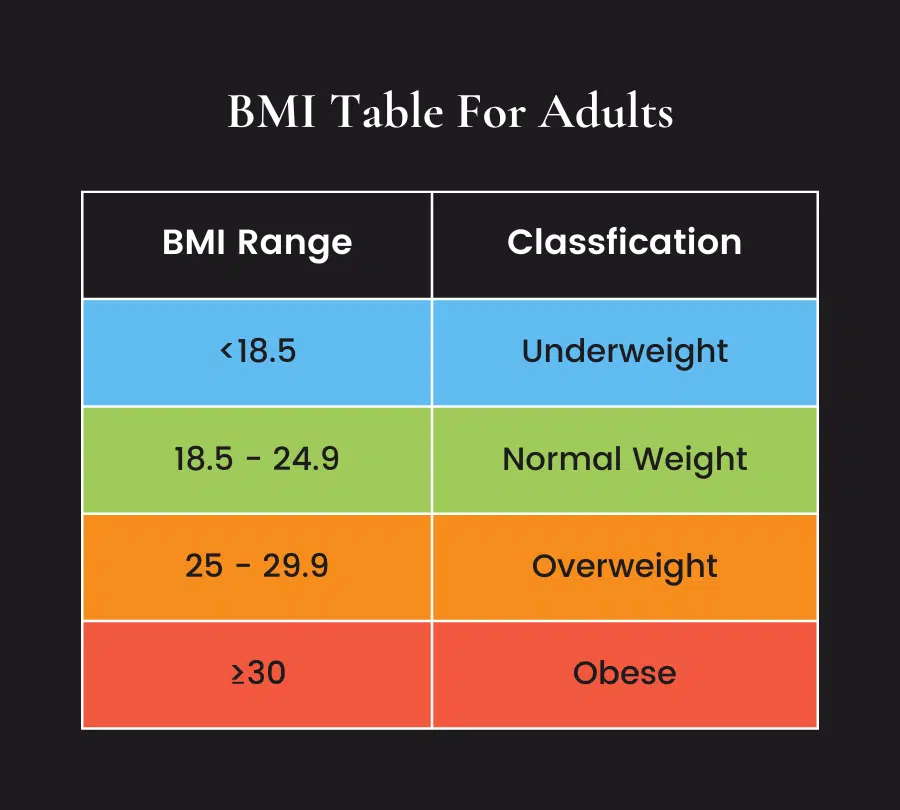 BMI Table For Adults
BMI Range Classfication
<18.5 Underweight
18.5 - 24.9 Normal Weight
25 - 29.9 Overweight
≥30 Obese